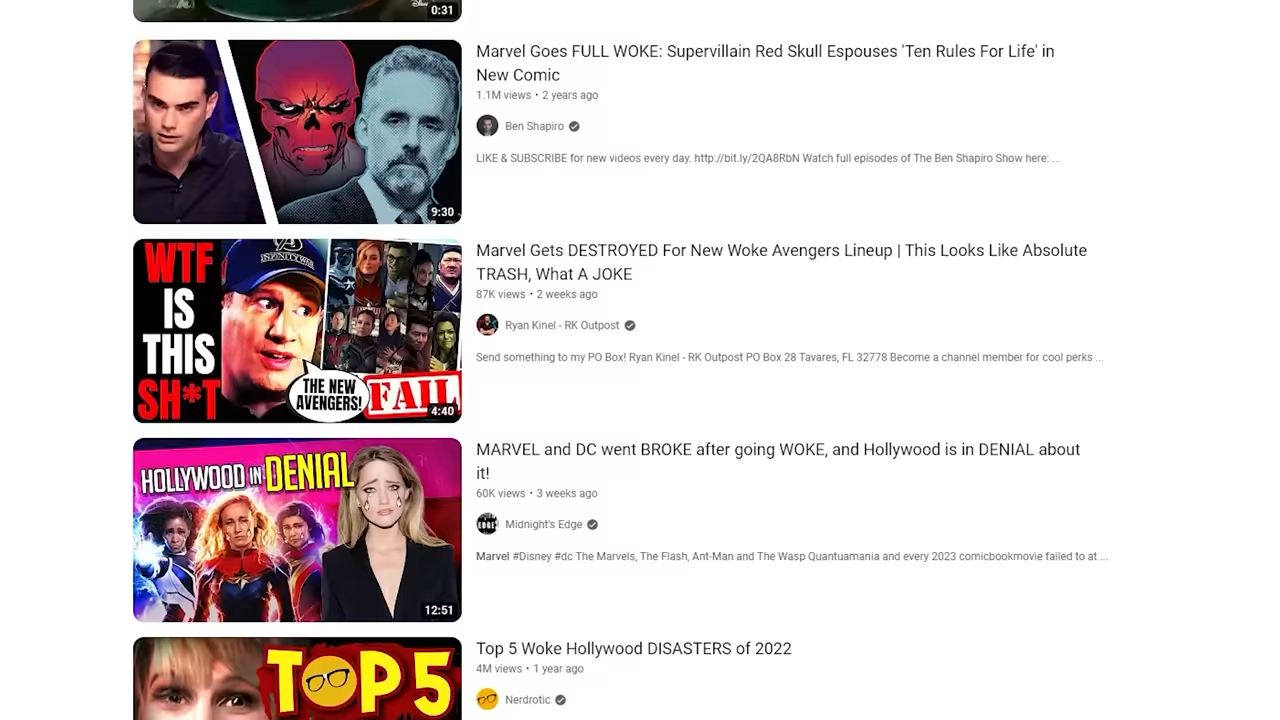 0:31
Marvel Goes FULL WOKE: Supervillain Red Skull Espouses 'Ten Rules For Life' in
New Comic
1.1M views • 2 years ago
Ben Shapiro
LIKE & SUBSCRIBE for new videos every day. http://bit.ly/2QA8RbN Watch full episodes of The Ben Shapiro Show here: ...
9:30
WTF
IS
THIS
SH*T
INFINITY WAR
THE NEW
AVENGERS!
FAIL
4:40
Marvel Gets DESTROYED For New Woke Avengers Lineup | This Looks Like Absolute
TRASH, What A JOKE
87K views • 2 weeks ago
Ryan Kinel - RK Outpost
Send something to my PO Box! Ryan Kinel - RK Outpost PO Box 28 Tavares, FL 32778 Become a channel member for cool perks ...
HOLLYWOOD IN DENIAL
12:51
MARVEL and DC went BROKE after going WOKE, and Hollywood is in DENIAL about
it!
60K views • 3 weeks ago
EDGE
Midnight's Edge
Marvel #Disney #dc The Marvels, The Flash, Ant-Man and The Wasp Quantuamania and every 2023 comicbookmovie failed to at ...
TOP 5
Top 5 Woke Hollywood DISASTERS of 2022
4M views • 1 year ago
Nerdrotic